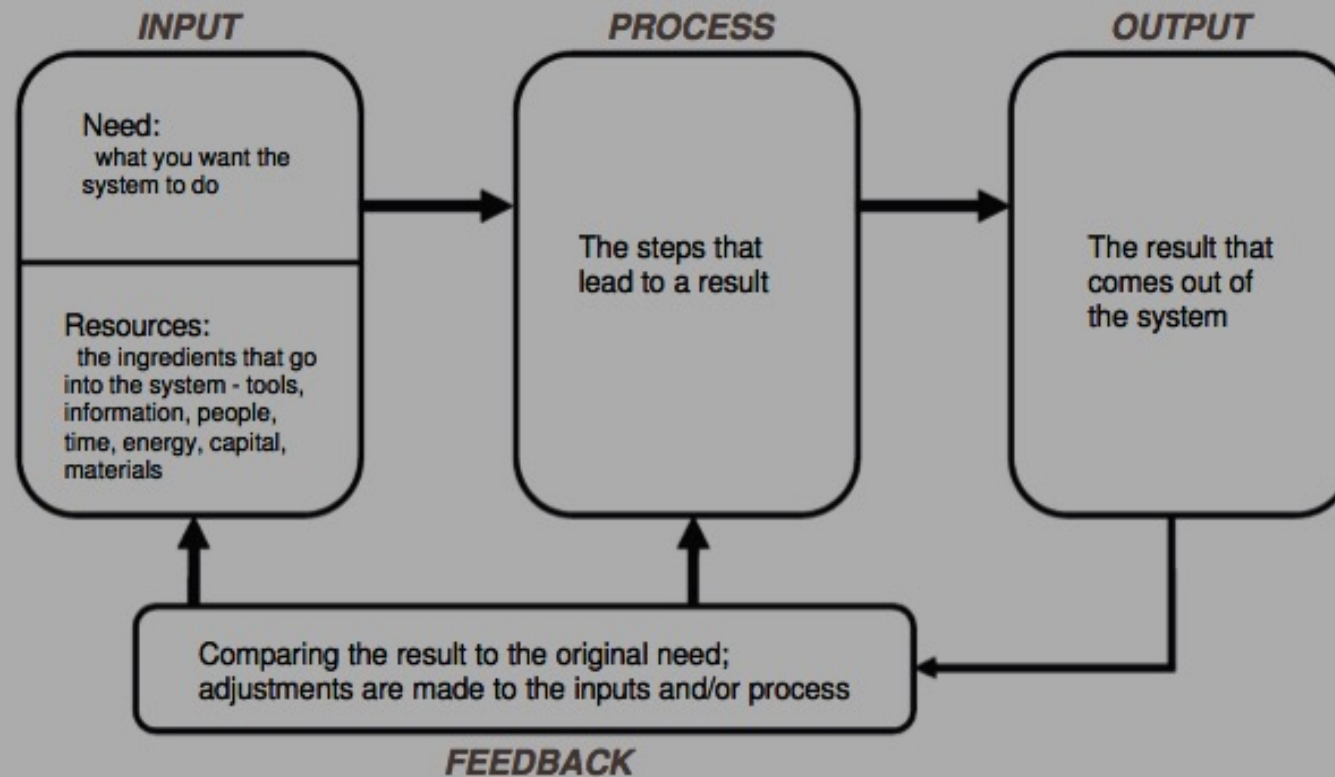 INPUT
Need:
what you want the
system to do
Resources:
the ingredients that go
into the system - tools,
information, people,
time, energy, capital,
materials
PROCESS
The steps that
lead to a result
OUTPUT
The result that
comes out of
the system
Comparing the result to the original need;
adjustments are made to the inputs and/or process
FEEDBACK